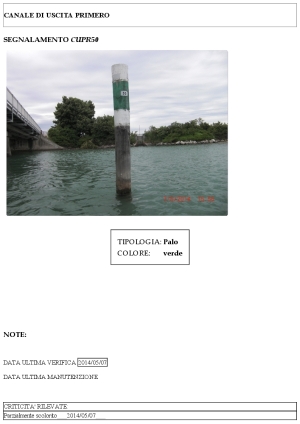 CANALE DI USCITA PRIMERO
SEGNALAMENTO CUPR50
TIPOLOGIA: Palo
COLORE: verde
NOTE:
DATA ULTIMA VERIFICA 2014/05/07
DATA ULTIMA MANUTENZIONE
CRITICITA' RILEVATE
Parzialmente scolorito 2014/05/07